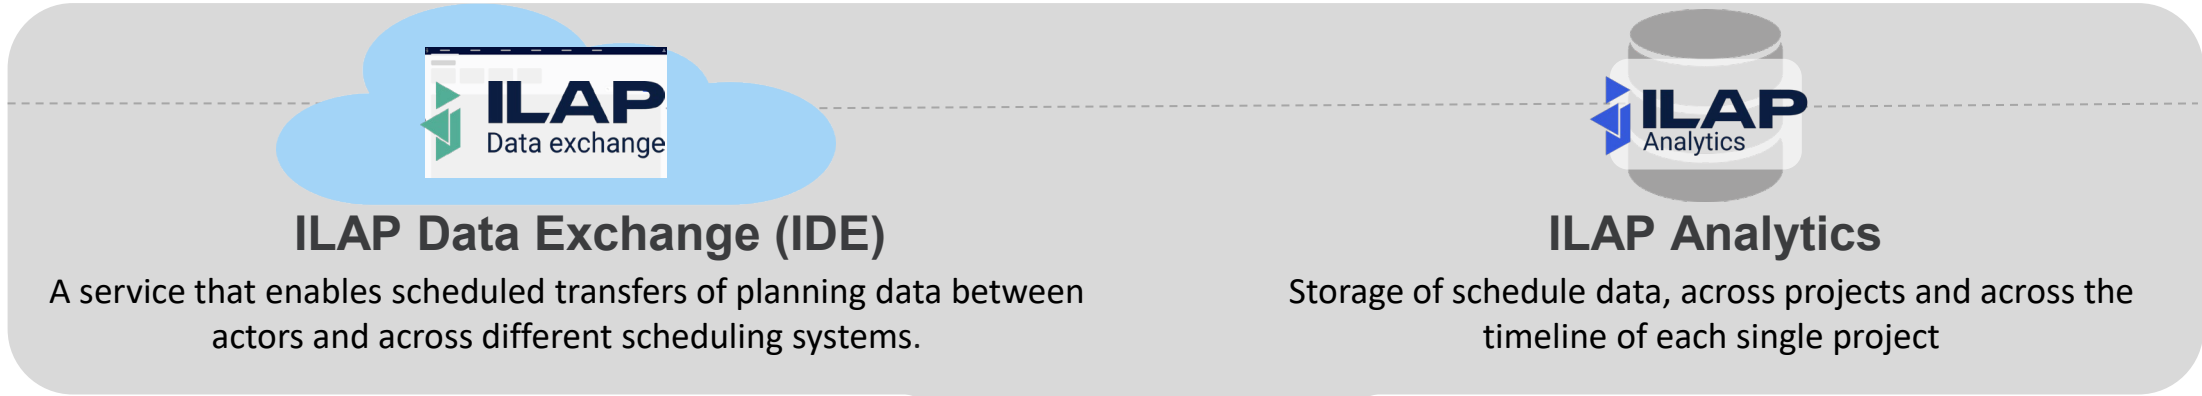 ILAP
Data exchange
ILAP Data Exchange (IDE)
A service that enables scheduled transfers of planning data between
actors and across different scheduling systems.
ILAP
Analytics
ILAP Analytics
Storage of schedule data, across projects and across the
timeline of each single project